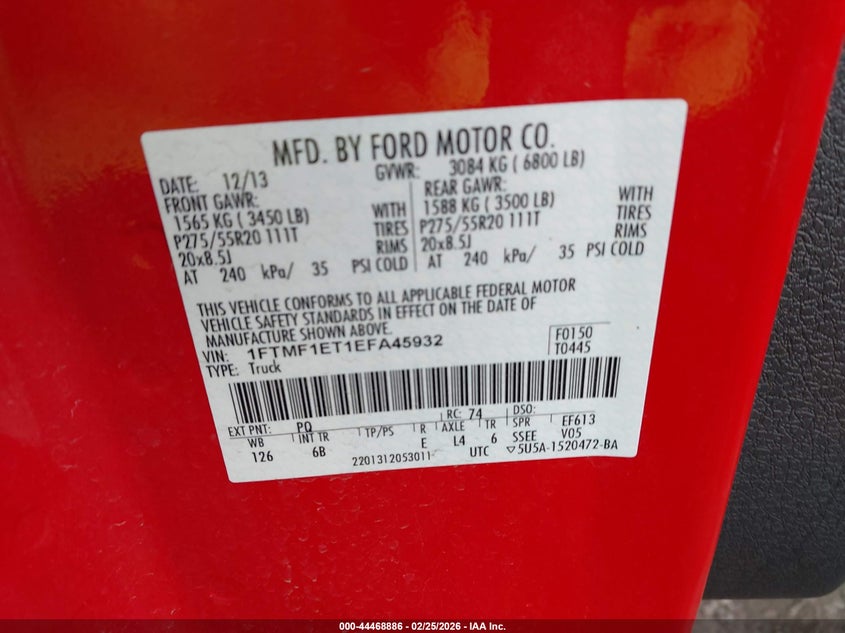 MFD. BY FORD MOTOR CO.
DATE: 12/13 GVWR: 3084 KG ( 6800 LB)
FRONT GAWR: REAR GAWR:
1565 KG ( 3450 LB) WITH 1588 KG ( 3500 LB) WITH
P275/55R20 111T TIRES P275/55R20 111T TIRES
20x8.5J RIMS 20x8.5J RIMS
AT 240 kPa/ 35 PSI COLD AT 240 kPa/ 35 PSI COLD
THIS VEHICLE CONFORMS TO ALL APPLICABLE FEDERAL MOTOR
VEHICLE SAFETY STANDARDS IN EFFECT ON THE DATE OF
MANUFACTURE SHOWN ABOVE.
VIN: 1FTMF1ET1EFA45932 F0150
TYPE: Truck T0445
EXT PNT: PQ RC: 74 DSO:
WB INT TR TP/PS R AXLE TR SPR EF613
126 6B E L4 6 SSEE V05
2201312053011 UTC ▽5U5A-1520472-BA
000-44468886 / 02/25/2026 - IAA Inc.